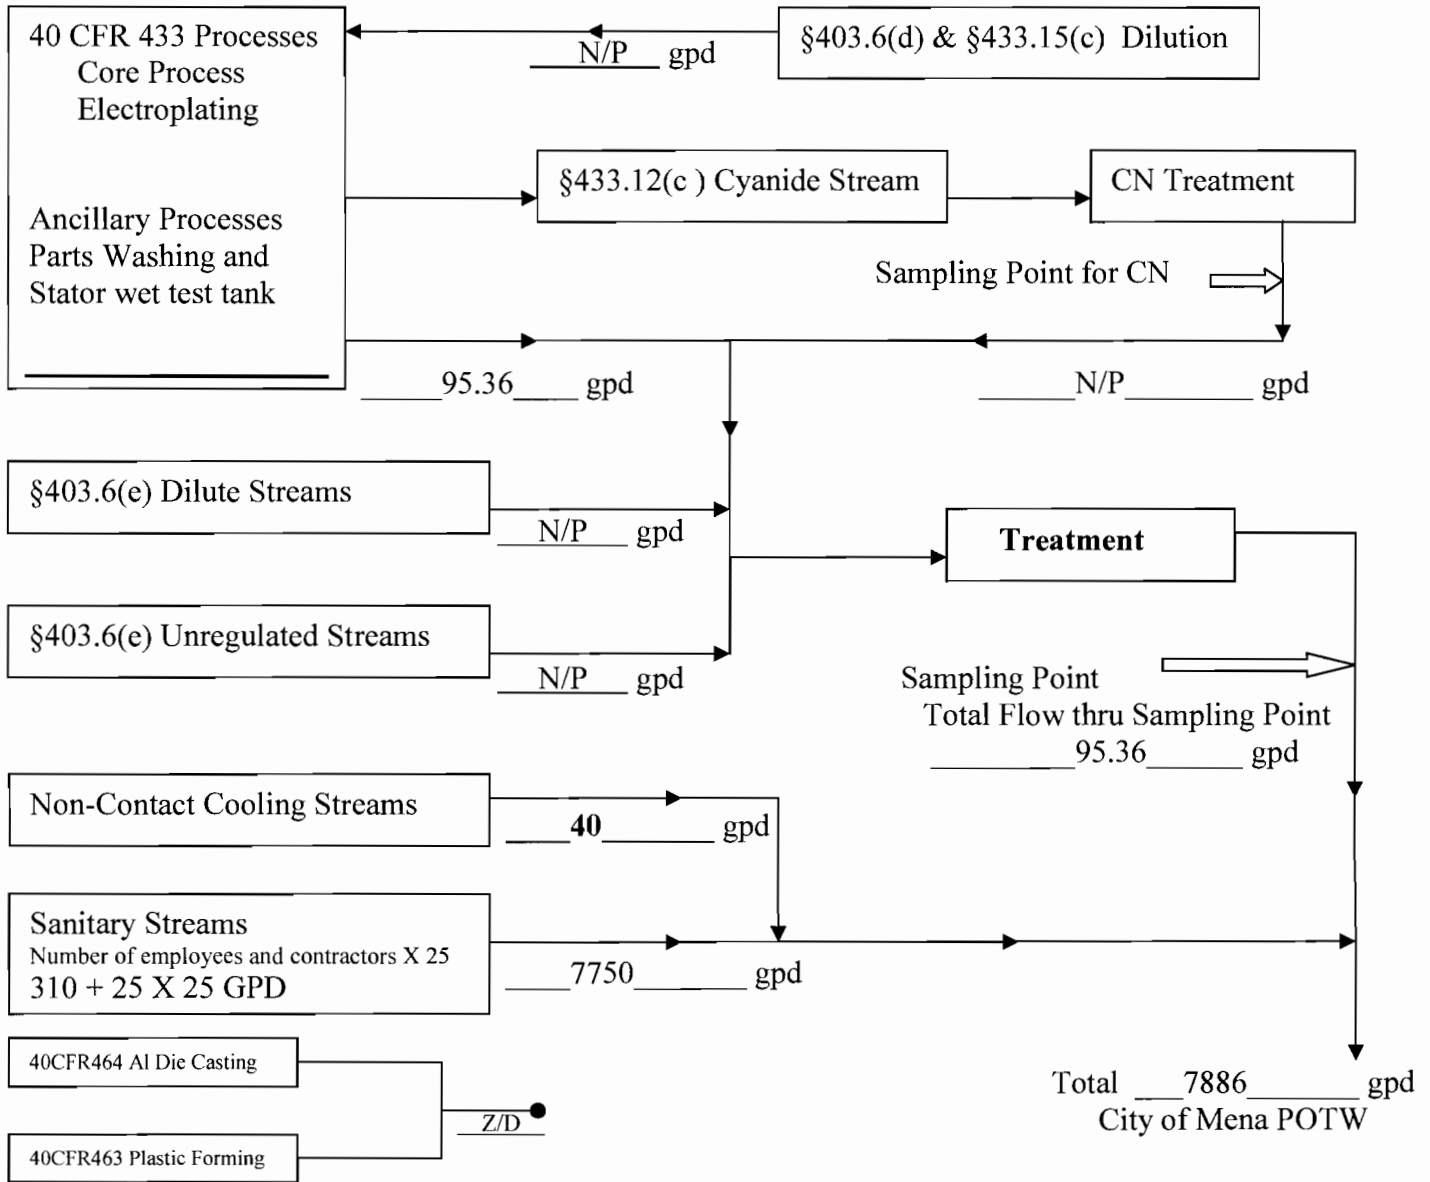 40 CFR 433 Processes
Core Process
Electroplating
Ancillary Processes
Parts Washing and
Stator wet test tank
N/P gpd
§403.6(d) & §433.15(c) Dilution
§433.12(c ) Cyanide Stream
CN Treatment
Sampling Point for CN
95.36 gpd
N/P gpd
§403.6(e) Dilute Streams
N/P gpd
Treatment
§403.6(e) Unregulated Streams
N/P gpd
Sampling Point
Total Flow thru Sampling Point
95.36 gpd
Non-Contact Cooling Streams
40 gpd
Sanitary Streams
Number of employees and contractors X 25
310 + 25 X 25 GPD
7750 gpd
40CFR464 Al Die Casting
Z/D
40CFR463 Plastic Forming
Total 7886 gpd
City of Mena POTW